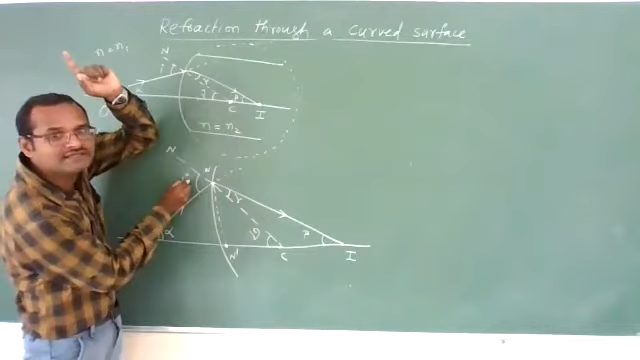 Refraction through a curved surface
n = n₁
N
i r
O
C
I
n = n₂
N
i
α
r
N'
C
I